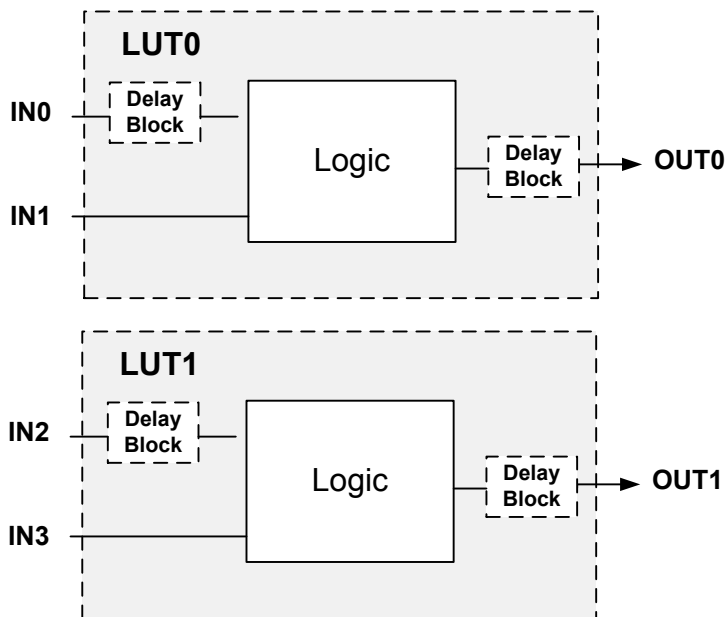 LUT0
IN0
Delay
Block
Logic
Delay
Block
OUT0
IN1
LUT1
IN2
Delay
Block
Logic
Delay
Block
OUT1
IN3